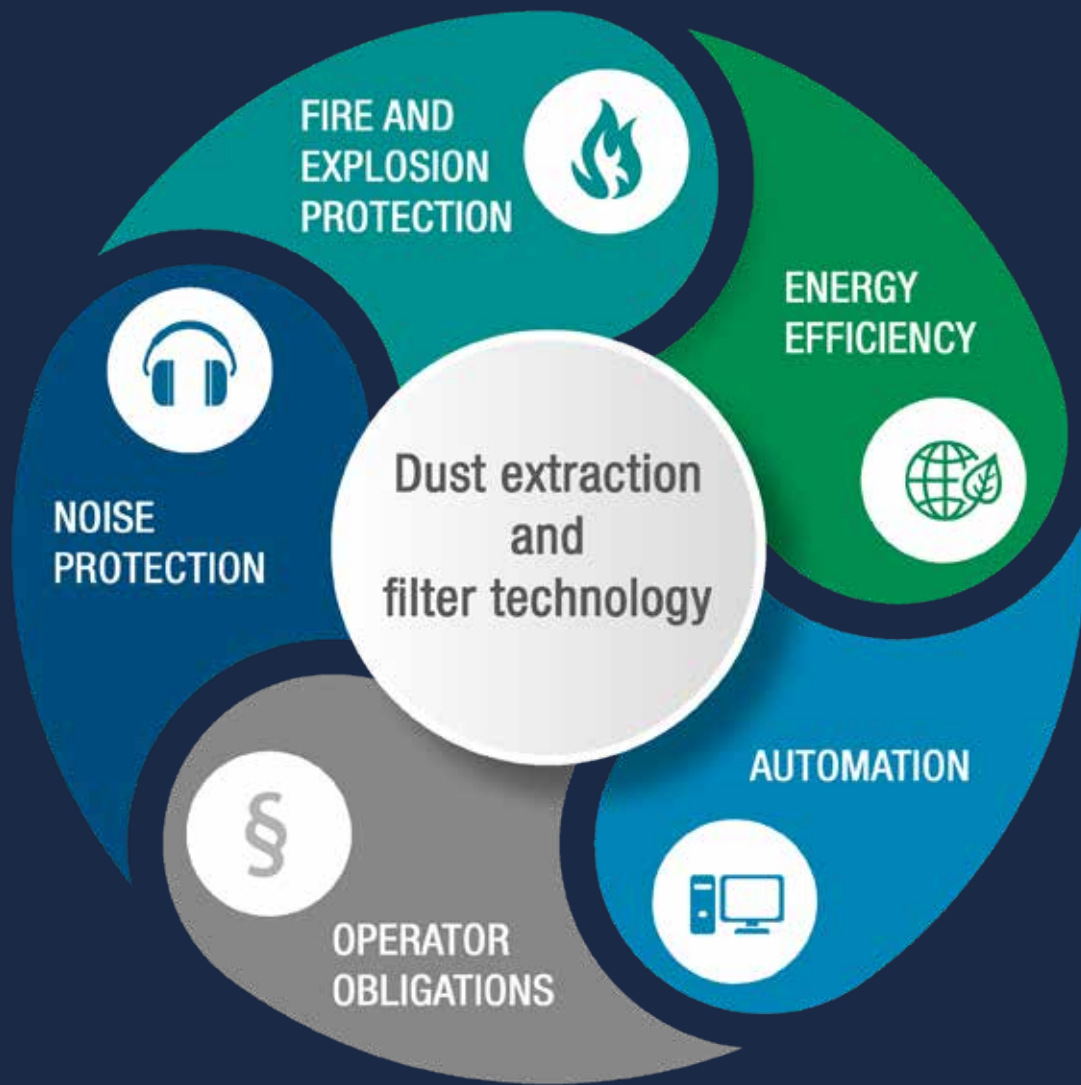 FIRE AND
EXPLOSION
PROTECTION
ENERGY
EFFICIENCY
Dust extraction
and
filter technology
NOISE
PROTECTION
AUTOMATION
§
OPERATOR
OBLIGATIONS